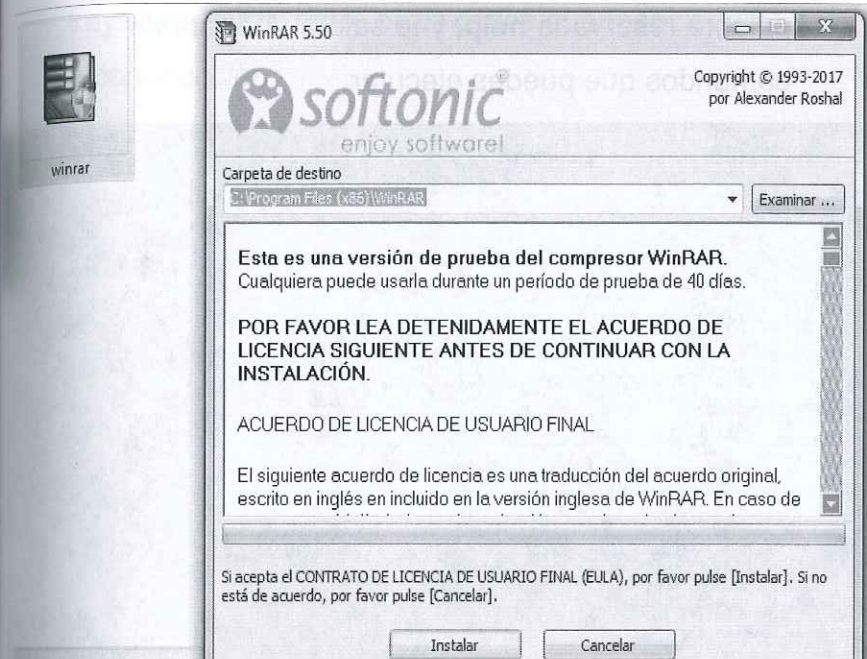 winrar
WinRAR 5.50
softonic
enjoy software!
Copyright © 1993-2017
por Alexander Roshal
Carpeta de destino
C:\Program Files (x86)\WinRAR
Examinar ...
Esta es una versión de prueba del compresor WinRAR.
Cualquiera puede usarla durante un período de prueba de 40 días.
POR FAVOR LEA DETENIDAMENTE EL ACUERDO DE
LICENCIA SIGUIENTE ANTES DE CONTINUAR CON LA
INSTALACIÓN.
ACUERDO DE LICENCIA DE USUARIO FINAL
El siguiente acuerdo de licencia es una traducción del acuerdo original,
escrito en inglés en incluido en la versión inglesa de WinRAR. En caso de
Si acepta el CONTRATO DE LICENCIA DE USUARIO FINAL (EULA), por favor pulse [Instalar]. Si no
está de acuerdo, por favor pulse [Cancelar].
Instalar
Cancelar